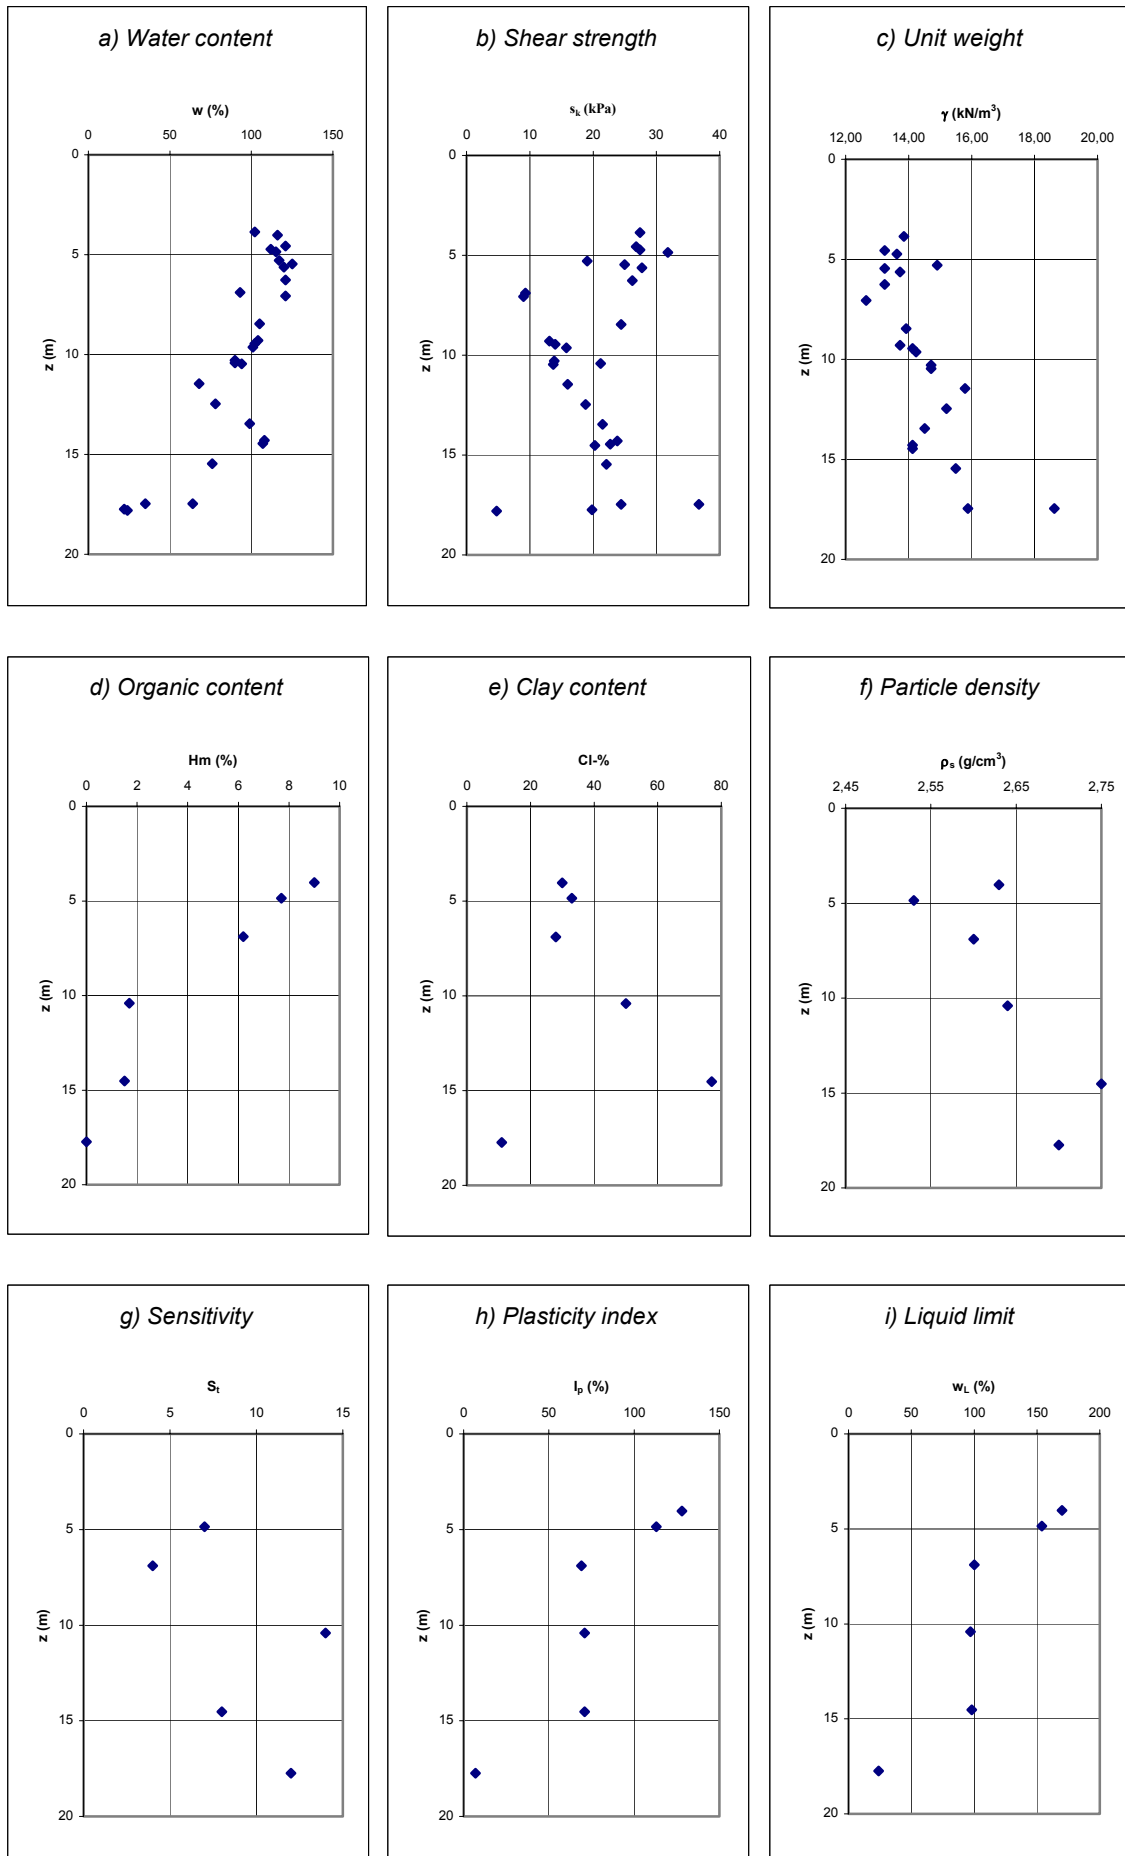 a) Water content
w (%)
0 50 100 150
0
5
10
15
20
z (m)
b) Shear strength
sk (kPa)
0 10 20 30 40
0
5
10
15
20
z (m)
c) Unit weight
γ (kN/m³)
12,00 14,00 16,00 18,00 20,00
0
5
10
15
20
z (m)
d) Organic content
Hm (%)
0 2 4 6 8 10
0
5
10
15
20
z (m)
e) Clay content
Cl-%
0 20 40 60 80
0
5
10
15
20
z (m)
f) Particle density
ρs (g/cm³)
2,45 2,55 2,65 2,75
0
5
10
15
20
z (m)
g) Sensitivity
St
0 5 10 15
0
5
10
15
20
z (m)
h) Plasticity index
Ip (%)
0 50 100 150
0
5
10
15
20
z (m)
i) Liquid limit
wL (%)
0 50 100 150 200
0
5
10
15
20
z (m)